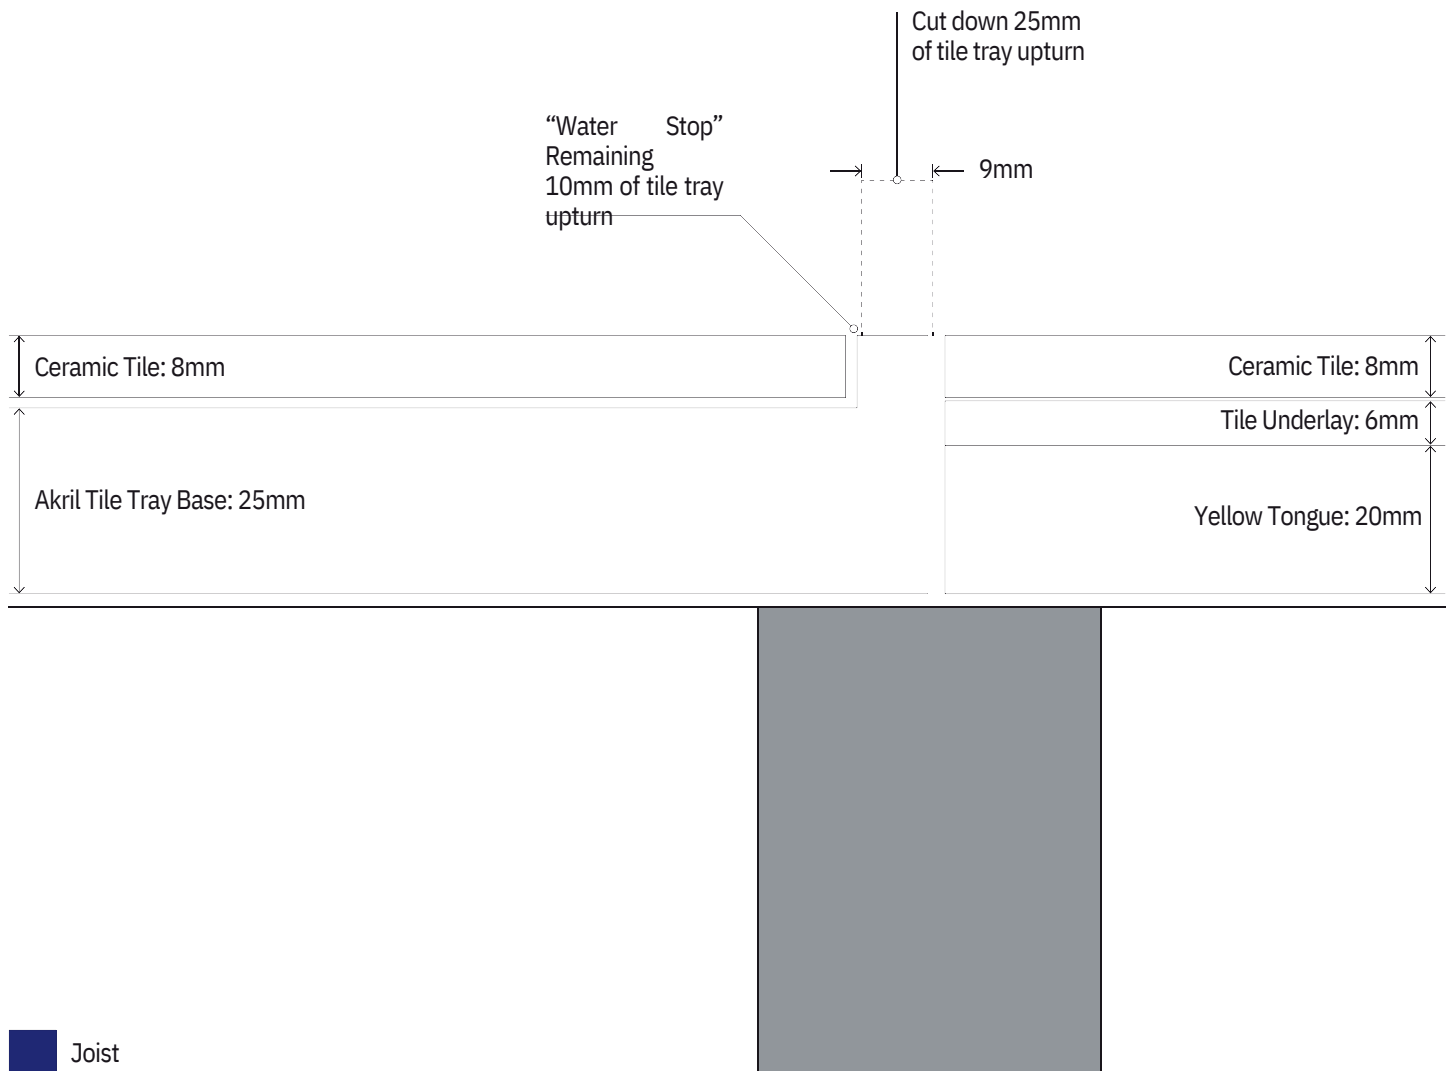 Cut down 25mm
of tile tray upturn
“Water Stop”
Remaining
10mm of tile tray
upturn
9mm
Ceramic Tile: 8mm
Ceramic Tile: 8mm
Tile Underlay: 6mm
Akril Tile Tray Base: 25mm
Yellow Tongue: 20mm
Joist